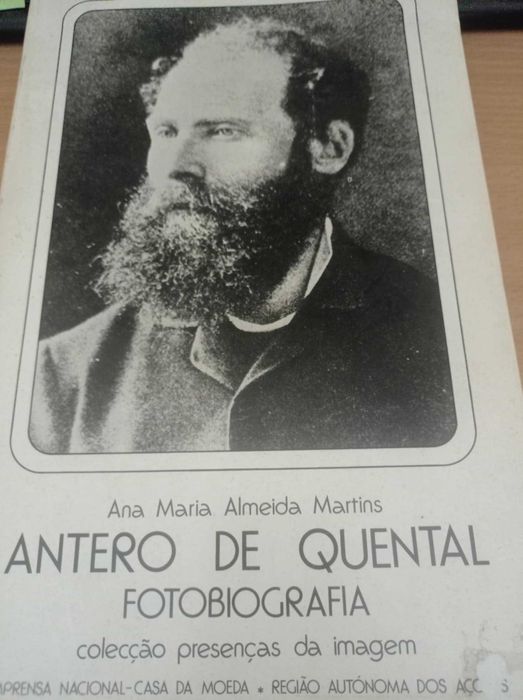 Ana Maria Almeida Martins
ANTERO DE QUENTAL
FOTOBIOGRAFIA
colecção presenças da imagem
NACIONAL-CASA DA MOEDA * REGIÃO AUTÓNOMA DOS